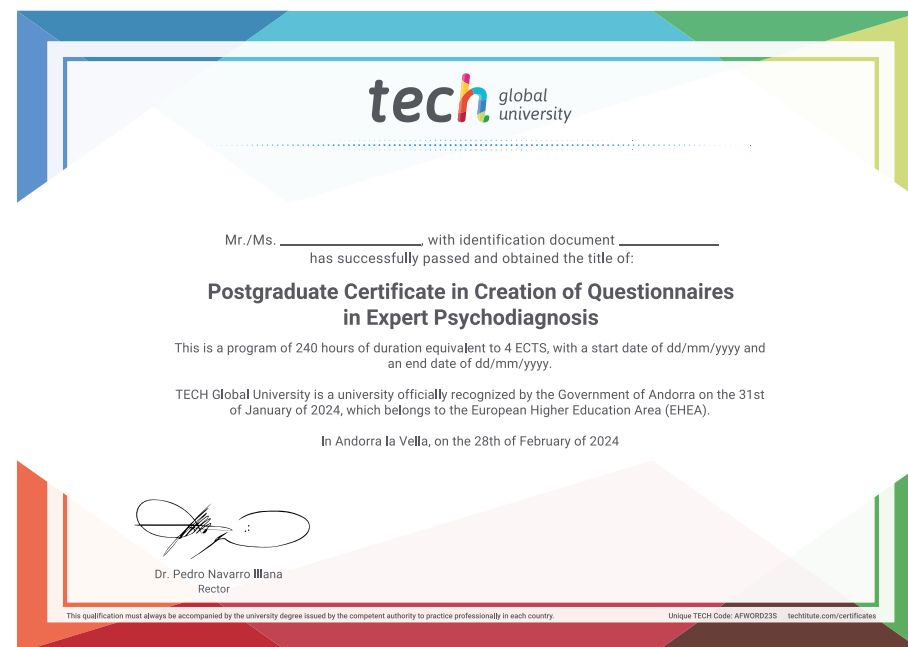 tech global university
Mr./Ms. ____________, with identification document ____________
has successfully passed and obtained the title of:
Postgraduate Certificate in Creation of Questionnaires
in Expert Psychodiagnosis
This is a program of 240 hours of duration equivalent to 4 ECTS, with a start date of dd/mm/yyyy and
an end date of dd/mm/yyyy.
TECH Global University is a university officially recognized by the Government of Andorra on the 31st
of January of 2024, which belongs to the European Higher Education Area (EHEA).
In Andorra la Vella, on the 28th of February of 2024
Dr. Pedro Navarro Illana
Rector
This qualification must always be accompanied by the university degree issued by the competent authority to practice professionally in each country.
Unique TECH Code: AFWORD23S techtitute.com/certificates